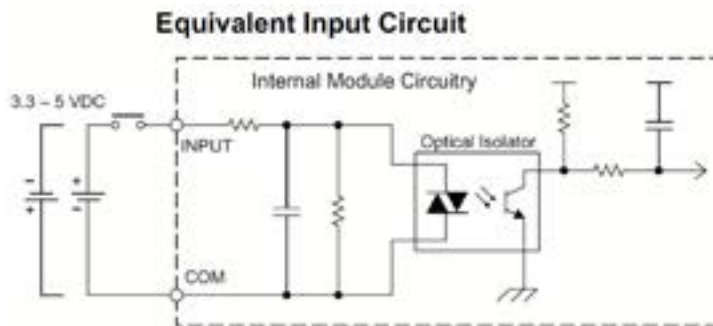 Equivalent Input Circuit
Internal Module Circuitry
3.3 – 5 VDC
INPUT
Optical Isolator
COM